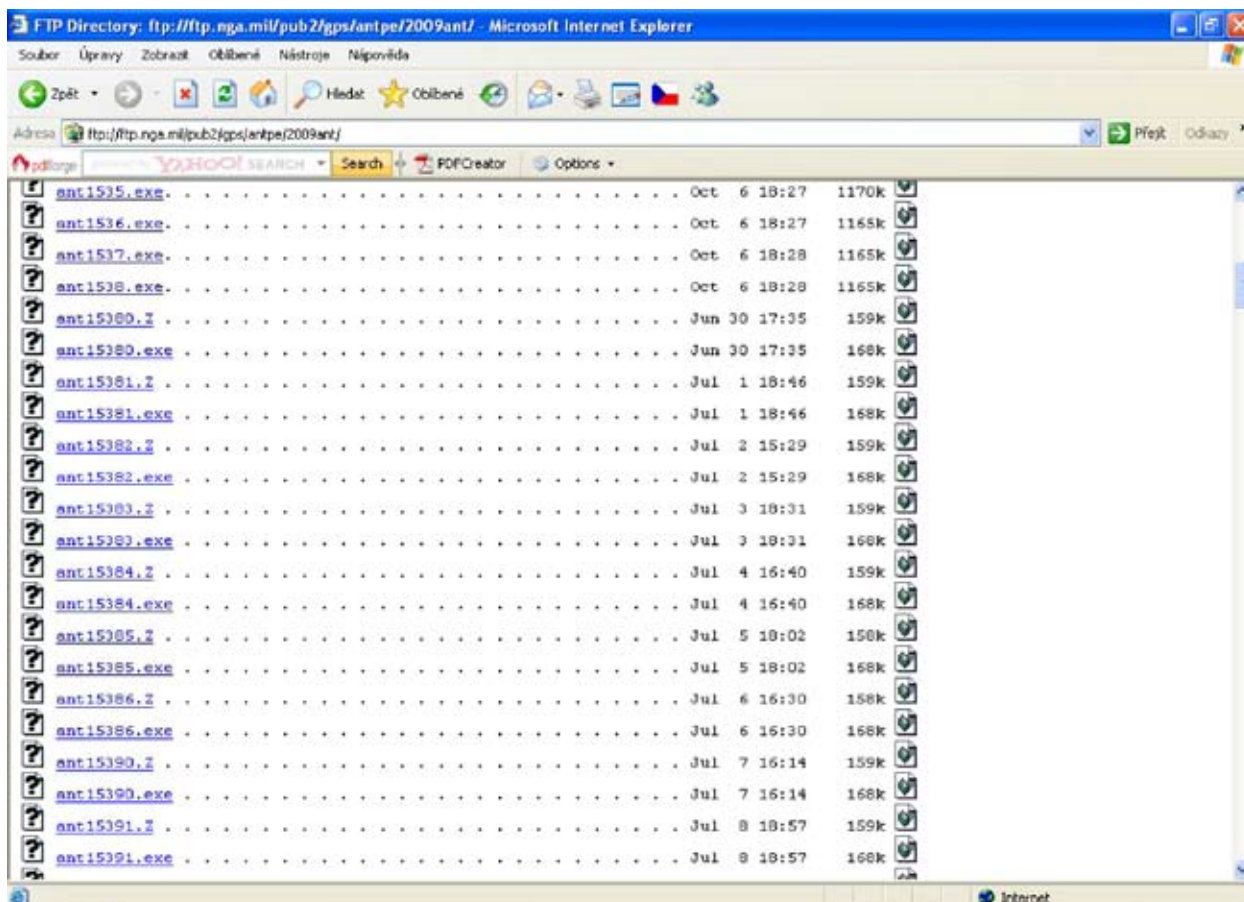 FTP Directory: ftp://ftp.nga.mil/pub2/gps/antpe/2009ant/ - Microsoft Internet Explorer
Soubor Úpravy Zobrazit Oblíbené Nástroje Nápověda
Zpět Hledat Oblíbené
Adresa ftp://ftp.nga.mil/pub2/gps/antpe/2009ant/ Přejít Odkazy
pdfforge YAHOO! SEARCH Search PDFCreator Options
ant1535.exe. . . . . . . . . . . . . . . . . . . . . . . . . . . Oct 6 18:27 1170k
ant1536.exe. . . . . . . . . . . . . . . . . . . . . . . . . . . Oct 6 18:27 1165k
ant1537.exe. . . . . . . . . . . . . . . . . . . . . . . . . . . Oct 6 18:28 1165k
ant1538.exe. . . . . . . . . . . . . . . . . . . . . . . . . . . Oct 6 18:28 1165k
ant15380.Z . . . . . . . . . . . . . . . . . . . . . . . . . . . Jun 30 17:35 159k
ant15380.exe . . . . . . . . . . . . . . . . . . . . . . . . . . Jun 30 17:35 168k
ant15381.Z . . . . . . . . . . . . . . . . . . . . . . . . . . . Jul 1 18:46 159k
ant15381.exe . . . . . . . . . . . . . . . . . . . . . . . . . . Jul 1 18:46 168k
ant15382.Z . . . . . . . . . . . . . . . . . . . . . . . . . . . Jul 2 15:29 159k
ant15382.exe . . . . . . . . . . . . . . . . . . . . . . . . . . Jul 2 15:29 168k
ant15383.Z . . . . . . . . . . . . . . . . . . . . . . . . . . . Jul 3 18:31 159k
ant15383.exe . . . . . . . . . . . . . . . . . . . . . . . . . . Jul 3 18:31 168k
ant15384.Z . . . . . . . . . . . . . . . . . . . . . . . . . . . Jul 4 16:40 159k
ant15384.exe . . . . . . . . . . . . . . . . . . . . . . . . . . Jul 4 16:40 168k
ant15385.Z . . . . . . . . . . . . . . . . . . . . . . . . . . . Jul 5 18:02 158k
ant15385.exe . . . . . . . . . . . . . . . . . . . . . . . . . . Jul 5 18:02 168k
ant15386.Z . . . . . . . . . . . . . . . . . . . . . . . . . . . Jul 6 16:30 158k
ant15386.exe . . . . . . . . . . . . . . . . . . . . . . . . . . Jul 6 16:30 168k
ant15390.Z . . . . . . . . . . . . . . . . . . . . . . . . . . . Jul 7 16:14 159k
ant15390.exe . . . . . . . . . . . . . . . . . . . . . . . . . . Jul 7 16:14 168k
ant15391.Z . . . . . . . . . . . . . . . . . . . . . . . . . . . Jul 8 18:57 159k
ant15391.exe . . . . . . . . . . . . . . . . . . . . . . . . . . Jul 8 18:57 168k
Internet